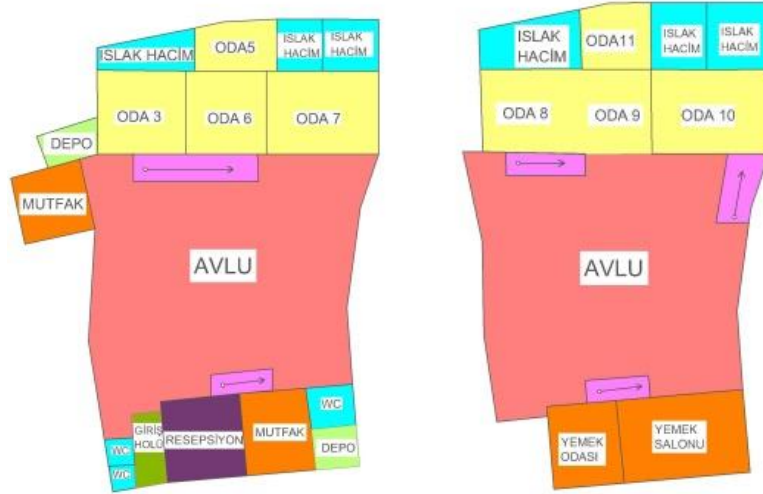 ISLAK HACİM
ODA5
ISLAK
HACİM
ISLAK
HACİM
ODA 3
ODA 6
ODA 7
DEPO
MUTFAK
AVLU
WC
GİRİŞ
HOLÜ
RESEPSİYON
MUTFAK
WC
WC
DEPO
ISLAK
HACİM
ODA11
ISLAK
HACİM
ISLAK
HACİM
ODA 8
ODA 9
ODA 10
AVLU
YEMEK
ODASI
YEMEK
SALONU